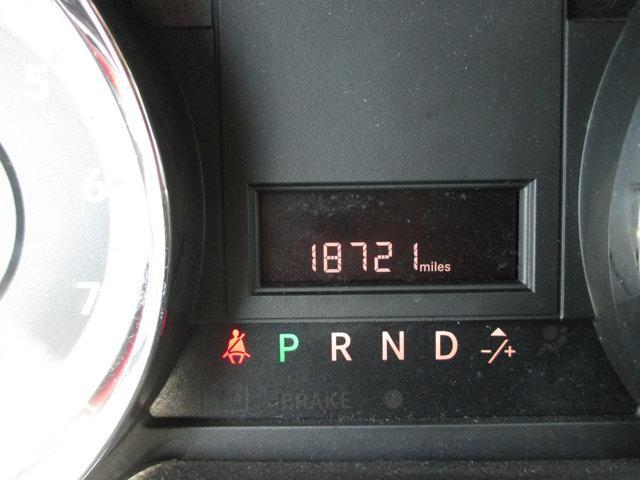 5
6
7
18721 miles
P R N D -/+
BRAKE